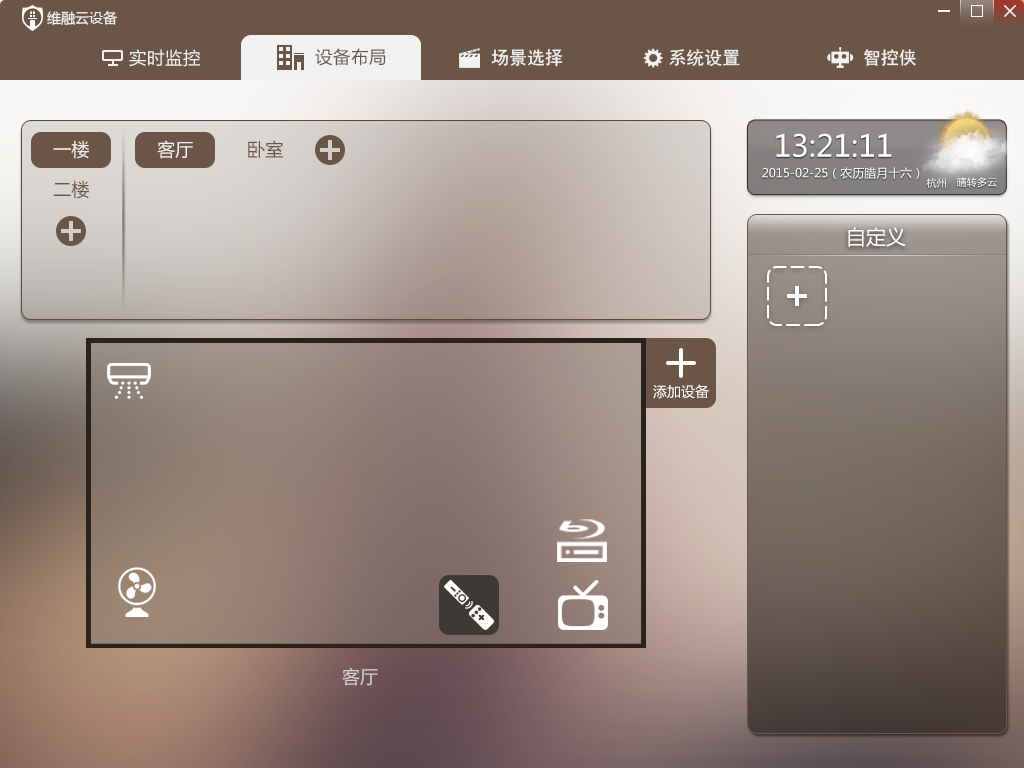 维融云设备
实时监控
设备布局
场景选择
系统设置
智控侠
一楼
客厅
卧室
二楼
13:21:11
2015-02-25 ( 农历腊月十六 )
杭州 晴转多云
自定义
添加设备
客厅